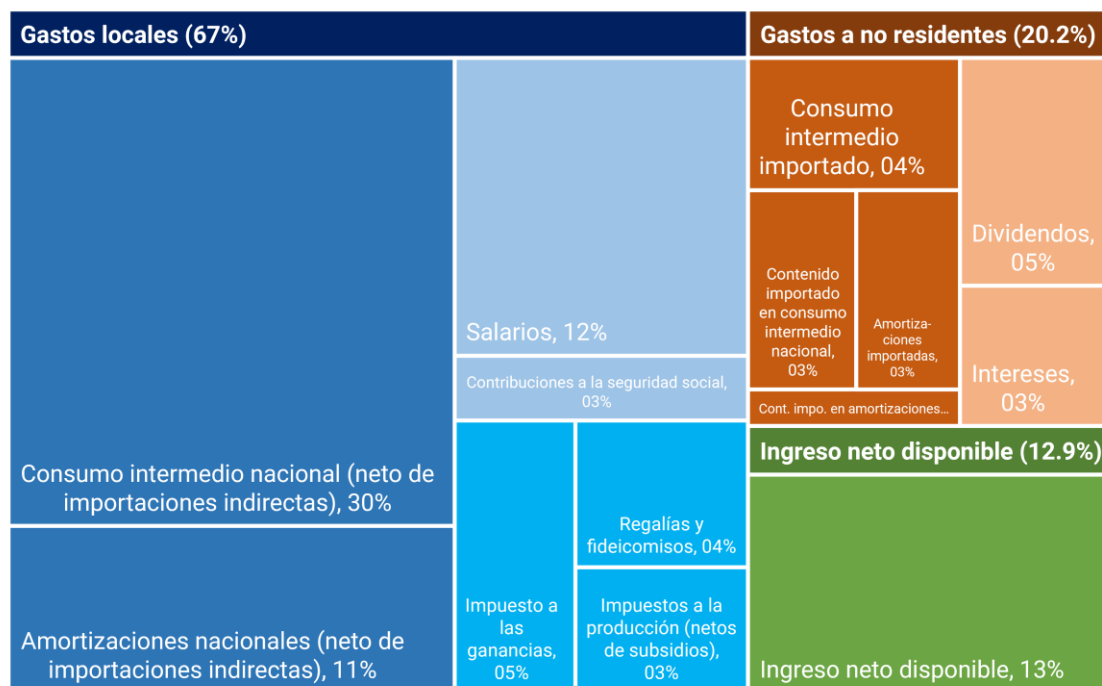 Gastos locales (67%)
Consumo intermedio nacional (neto de
importaciones indirectas), 30%
Amortizaciones nacionales (neto de
importaciones indirectas), 11%
Salarios, 12%
Contribuciones a la seguridad social,
03%
Impuesto a
las
ganancias,
05%
Regalías y
fideicomisos, 04%
Impuestos a la
producción (netos
de subsidios),
03%
Gastos a no residentes (20.2%)
Consumo
intermedio
importado, 04%
Contenido
importado
en consumo
intermedio
nacional,
03%
Amortiza-
ciones
importadas,
03%
Cont. impo. en amortizaciones…
Dividendos,
05%
Intereses,
03%
Ingreso neto disponible (12.9%)
Ingreso neto disponible, 13%